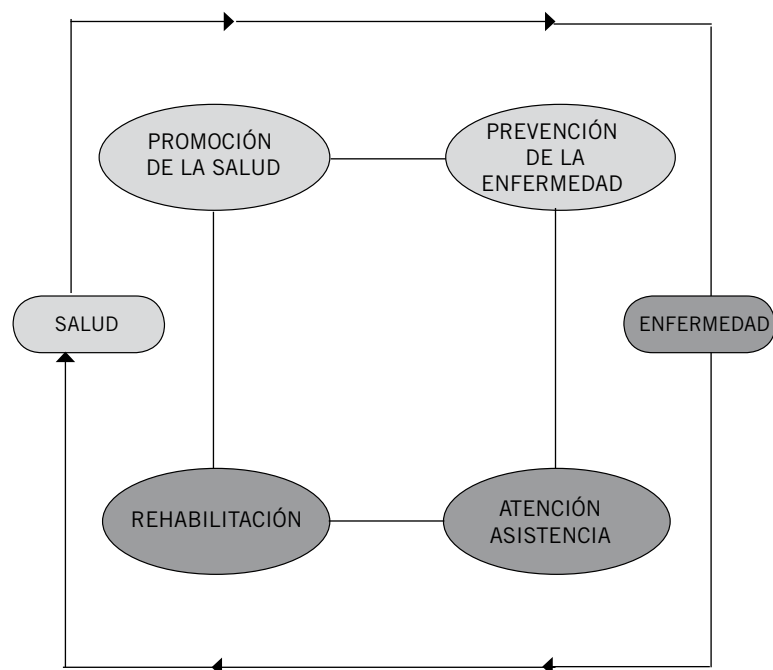 PROMOCIÓN
DE LA SALUD
PREVENCIÓN
DE LA
ENFERMEDAD
SALUD
ENFERMEDAD
REHABILITACIÓN
ATENCIÓN
ASISTENCIA